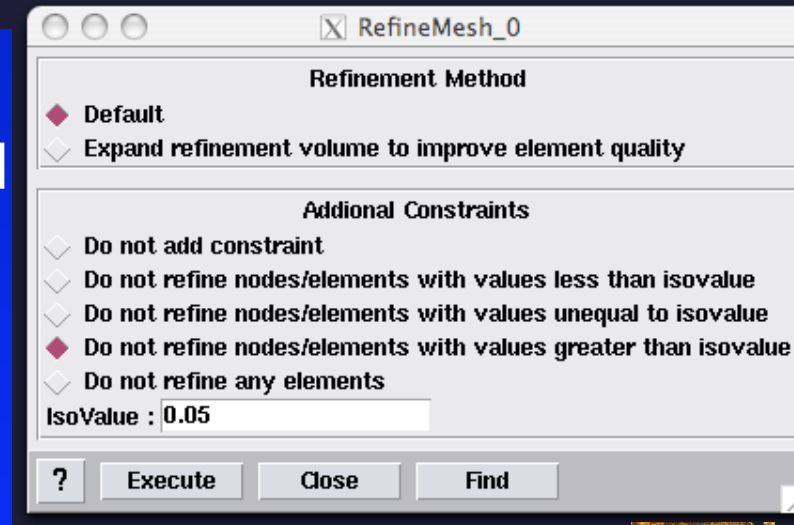 RefineMesh_0
Refinement Method
Default
Expand refinement volume to improve element quality
Addional Constraints
Do not add constraint
Do not refine nodes/elements with values less than isovalue
Do not refine nodes/elements with values unequal to isovalue
Do not refine nodes/elements with values greater than isovalue
Do not refine any elements
IsoValue : 0.05
? Execute Close Find